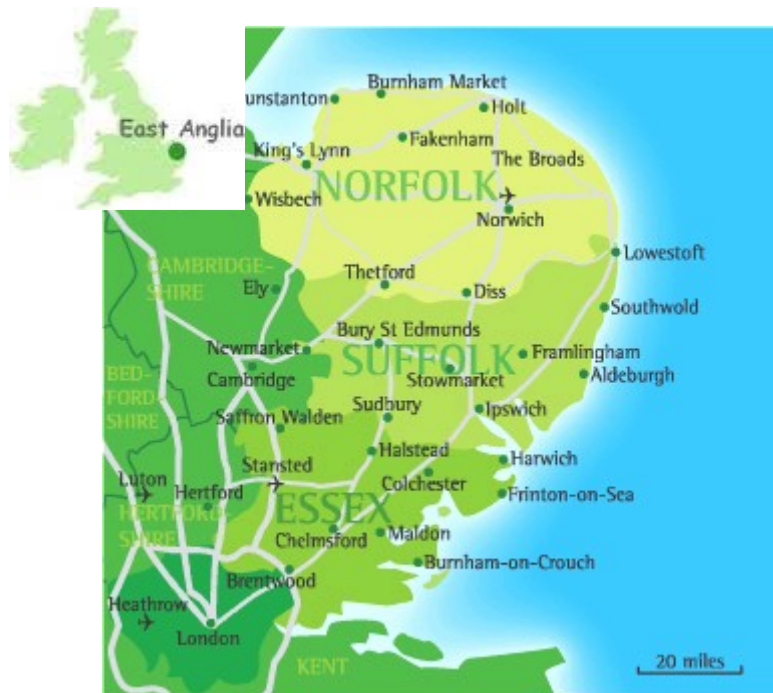 Burnham Market
unstanton
Holt
East Anglia
Fakenham
King's Lynn
The Broads
NORFOLK
Wisbech
Norwich
Lowestoft
CAMBRIDGE-
SHIRE
Thetford
Ely
Diss
Southwold
Bury St Edmunds
Newmarket
SUFFOLK
Framlingham
Cambridge
Stowmarket
Aldeburgh
BED-
FORD-
SHIRE
Sudbury
Ipswich
Saffron Walden
Halstead
Harwich
Stansted
Colchester
Luton
Hertford
Frinton-on-Sea
ESSEX
HERTFORD-
SHIRE
Chelmsford
Maldon
Brentwood
Burnham-on-Crouch
Heathrow
London
KENT
20 miles